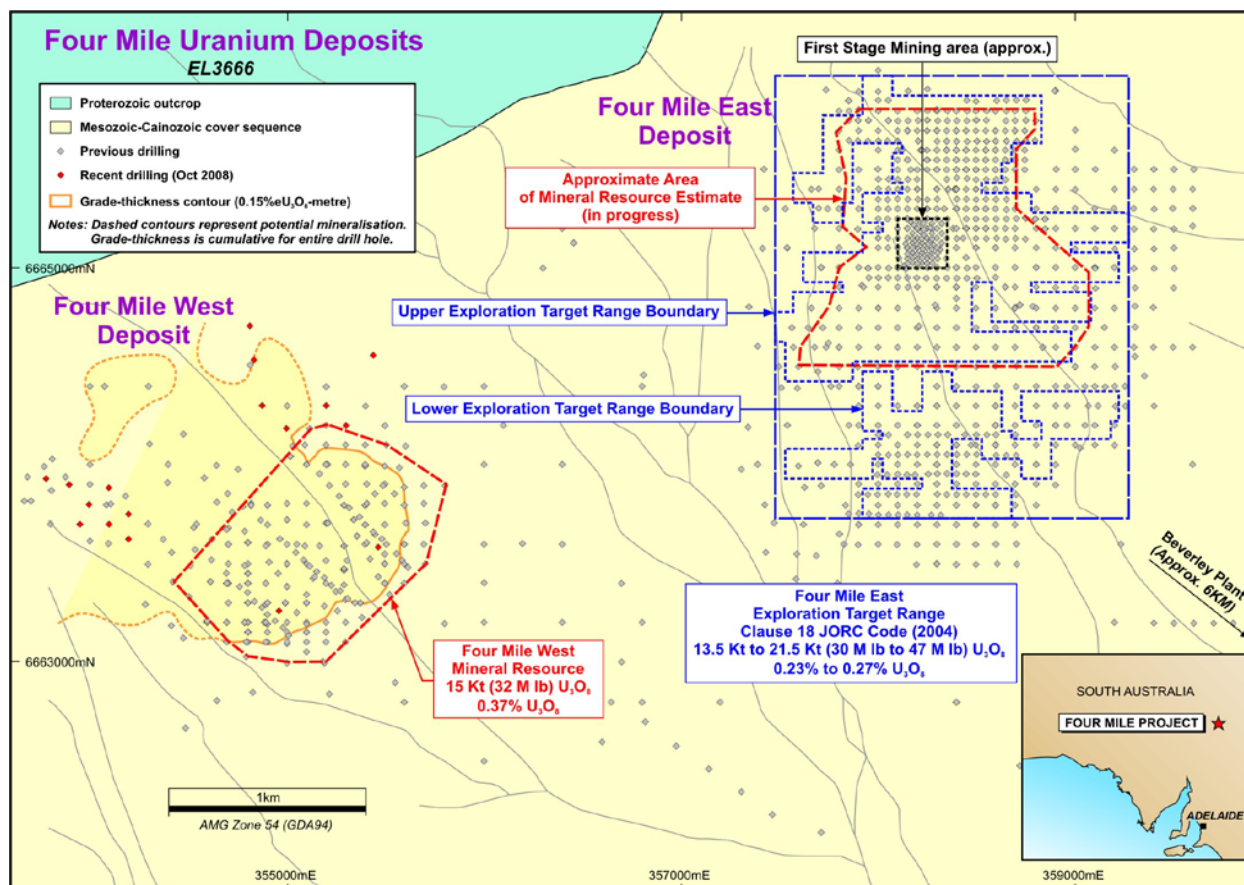 Four Mile Uranium Deposits
EL3666
Proterozoic outcrop
Mesozoic-Cainozoic cover sequence
Previous drilling
Recent drilling (Oct 2008)
Grade-thickness contour (0.15%eU₃O₈-metre)
Notes: Dashed contours represent potential mineralisation.
Grade-thickness is cumulative for entire drill hole.
First Stage Mining area (approx.)
Four Mile East
Deposit
Approximate Area
of Mineral Resource Estimate
(in progress)
6665000mN
Four Mile West
Deposit
Upper Exploration Target Range Boundary
Lower Exploration Target Range Boundary
Beverley Plant
(Approx. 6KM)
Four Mile East
Exploration Target Range
Clause 18 JORC Code (2004)
13.5 Kt to 21.5 Kt (30 M lb to 47 M lb) U₃O₈
0.23% to 0.27% U₃O₈
6663000mN
Four Mile West
Mineral Resource
15 Kt (32 M lb) U₃O₈
0.37% U₃O₈
SOUTH AUSTRALIA
FOUR MILE PROJECT
ADELAIDE
1km
AMG Zone 54 (GDA94)
355000mE
357000mE
359000mE